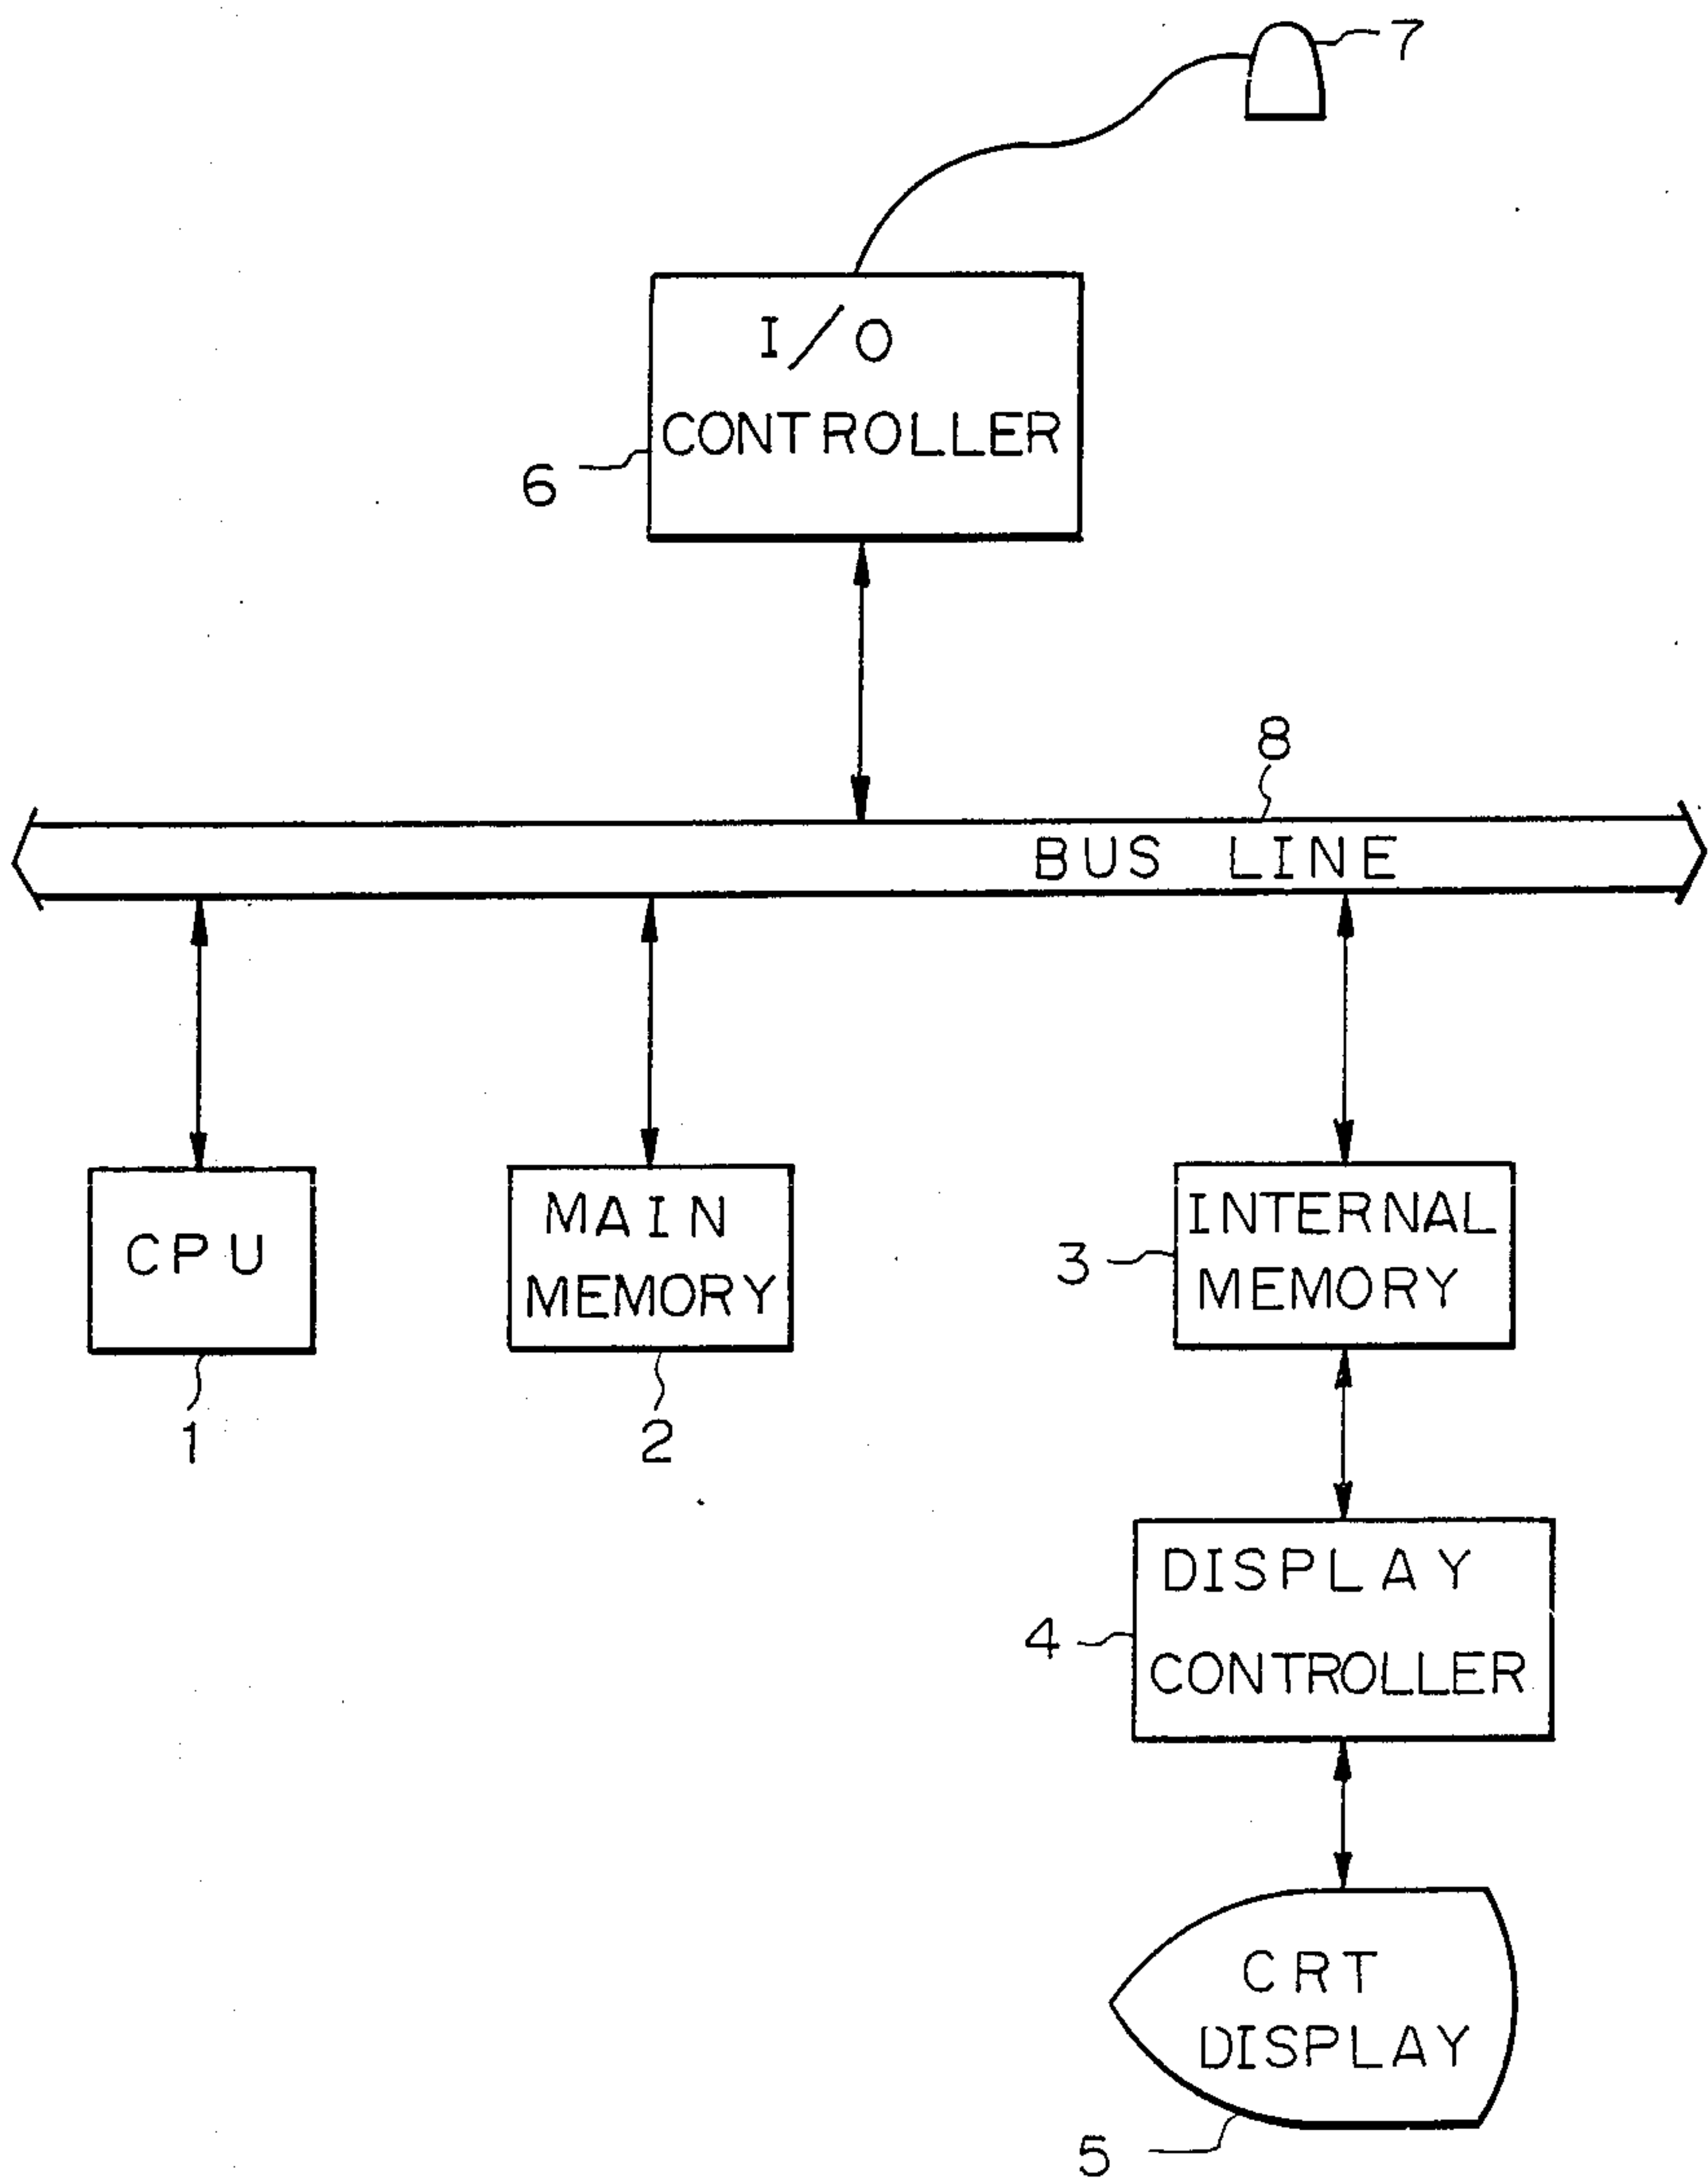 7
I/O
CONTROLLER
6
8
BUS LINE
CPU
1
MAIN
MEMORY
2
INTERNAL
MEMORY
3
DISPLAY
CONTROLLER
4
CRT
DISPLAY
5